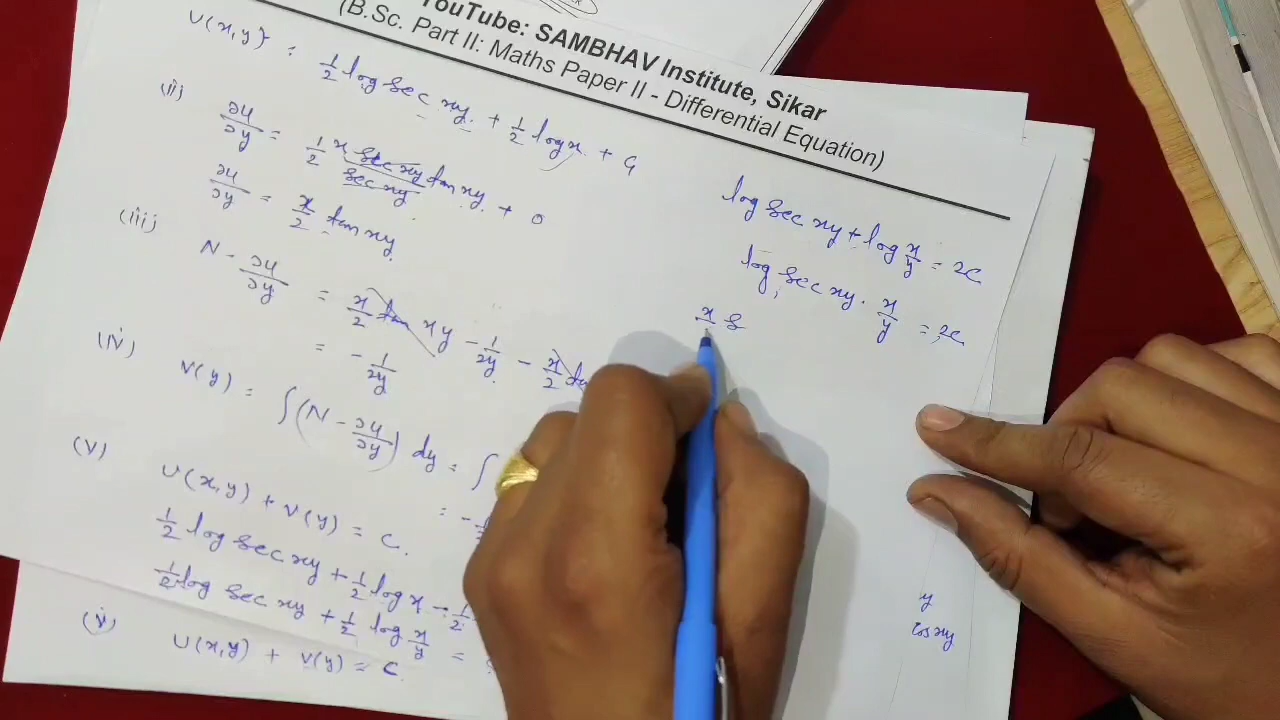 YouTube: SAMBHAV Institute, Sikar
(B.Sc. Part II: Maths Paper II - Differential Equation)
U(x,y) = 1/2 log sec xy + 1/2 log x + C₁
(ii) ∂U/∂y = 1/2 x sec xy tan xy / sec xy + 0
∂U/∂y = x/2 tan xy
(iii) N - ∂U/∂y = x/2 tan xy - 1/2y - x/2
= - 1/2y
(iv) V(y) = ∫(N - ∂U/∂y) dy = ∫
= -1/2
(v) U(x,y) + V(y) = C.
1/2 log sec xy + 1/2 log x - 1/2
1/2 log sec xy + 1/2 log x/y =
(v) U(x,y) + V(y) = C.
log sec xy + log x/y = 2C
log sec xy . x/y = 2C
x/ s
y
cos xy